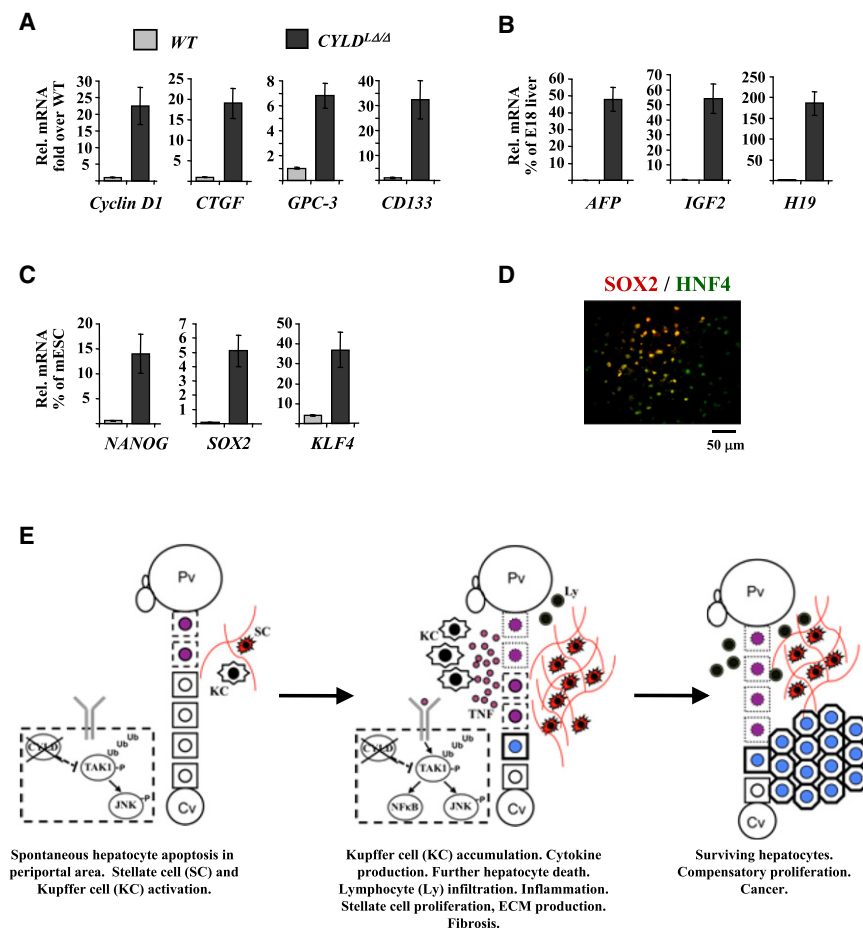 A
WT
CYLD^LΔ/Δ
Rel. mRNA
fold over WT
25
20
15
10
5
Cyclin D1
20
15
10
5
CTGF
8
6
4
2
GPC-3
40
30
20
10
CD133
B
Rel. mRNA
% of E18 liver
60
50
40
30
20
10
AFP
70
60
50
40
30
20
10
IGF2
250
200
150
100
50
H19
C
Rel. mRNA
% of mESC
20
15
10
5
NANOG
7
6
5
4
3
2
1
SOX2
50
40
30
20
10
KLF4
D
SOX2 / HNF4
50 μm
E
Pv
SC
KC
CYLD
Ub
Ub
Ub
TAK1
P
JNK
P
Cv
Spontaneous hepatocyte apoptosis in
periportal area. Stellate cell (SC) and
Kupffer cell (KC) activation.
Pv
Ly
KC
TNF
CYLD
Ub
Ub
Ub
TAK1
P
NFκB
JNK
P
Cv
Kupffer cell (KC) accumulation. Cytokine
production. Further hepatocyte death.
Lymphocyte (Ly) infiltration. Inflammation.
Stellate cell proliferation, ECM production.
Fibrosis.
Pv
Cv
Surviving hepatocytes.
Compensatory proliferation.
Cancer.